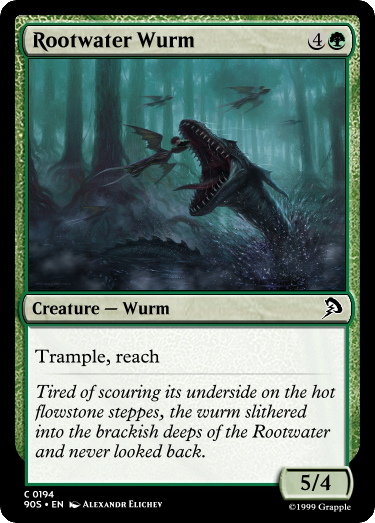 Rootwater Wurm 4
Creature — Wurm
Trample, reach
Tired of scouring its underside on the hot
flowstone steppes, the wurm slithered
into the brackish deeps of the Rootwater
and never looked back.
5/4
C 0194
90S • EN Alexandr Elichev
©1999 Grapple